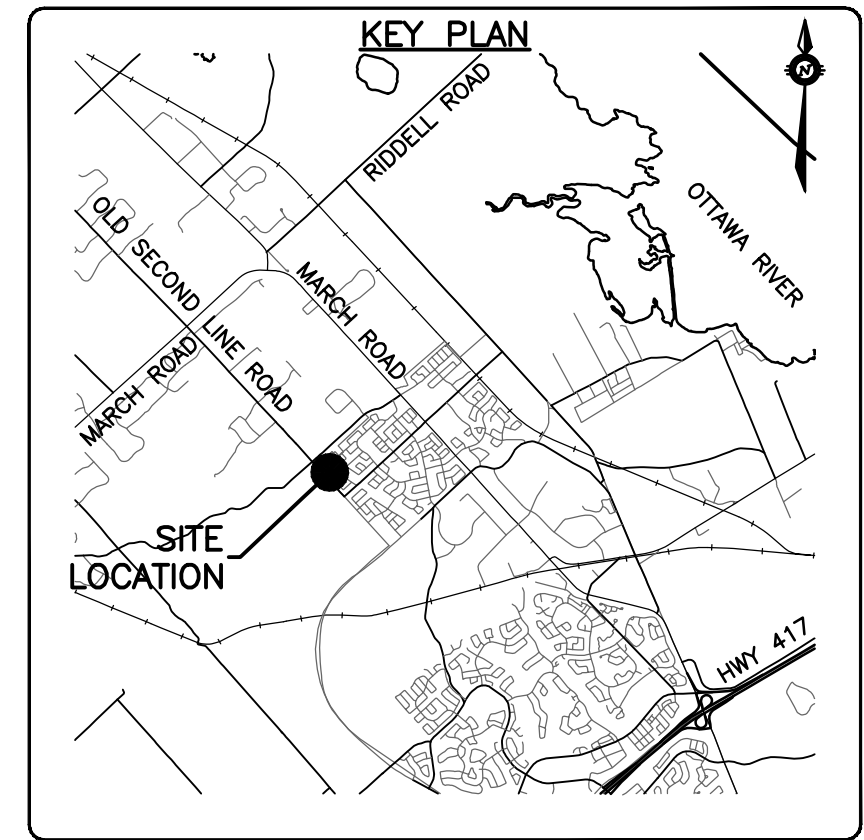 KEY PLAN
N
RIDDELL ROAD
OTTAWA RIVER
OLD SECOND LINE ROAD
MARCH ROAD
MARCH ROAD
SITE
LOCATION
HWY 417